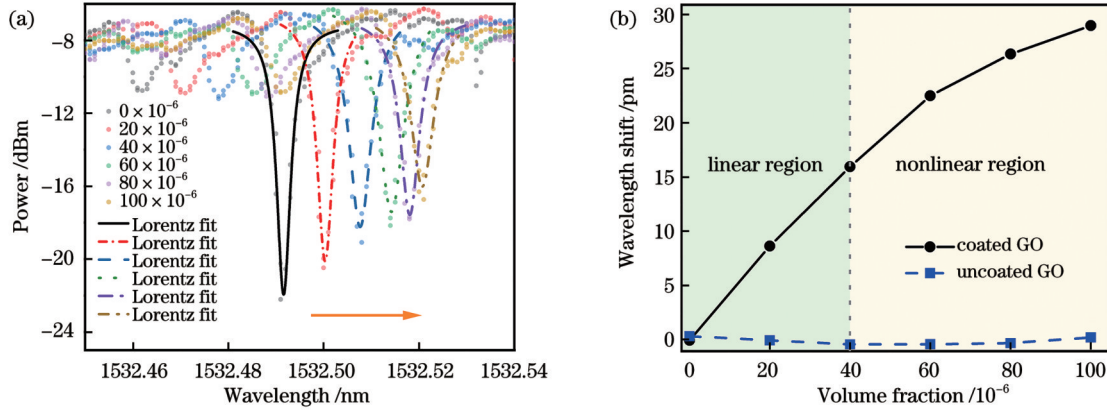 (a)
−8
−12
−16
−20
−24
Power /dBm
0 × 10⁻⁶
20 × 10⁻⁶
40 × 10⁻⁶
60 × 10⁻⁶
80 × 10⁻⁶
100 × 10⁻⁶
Lorentz fit
Lorentz fit
Lorentz fit
Lorentz fit
Lorentz fit
Lorentz fit
1532.46 1532.48 1532.50 1532.52 1532.54
Wavelength /nm
(b)
30
25
20
15
10
5
0
Wavelength shift /pm
linear region
nonlinear region
coated GO
uncoated GO
0 20 40 60 80 100
Volume fraction /10⁻⁶